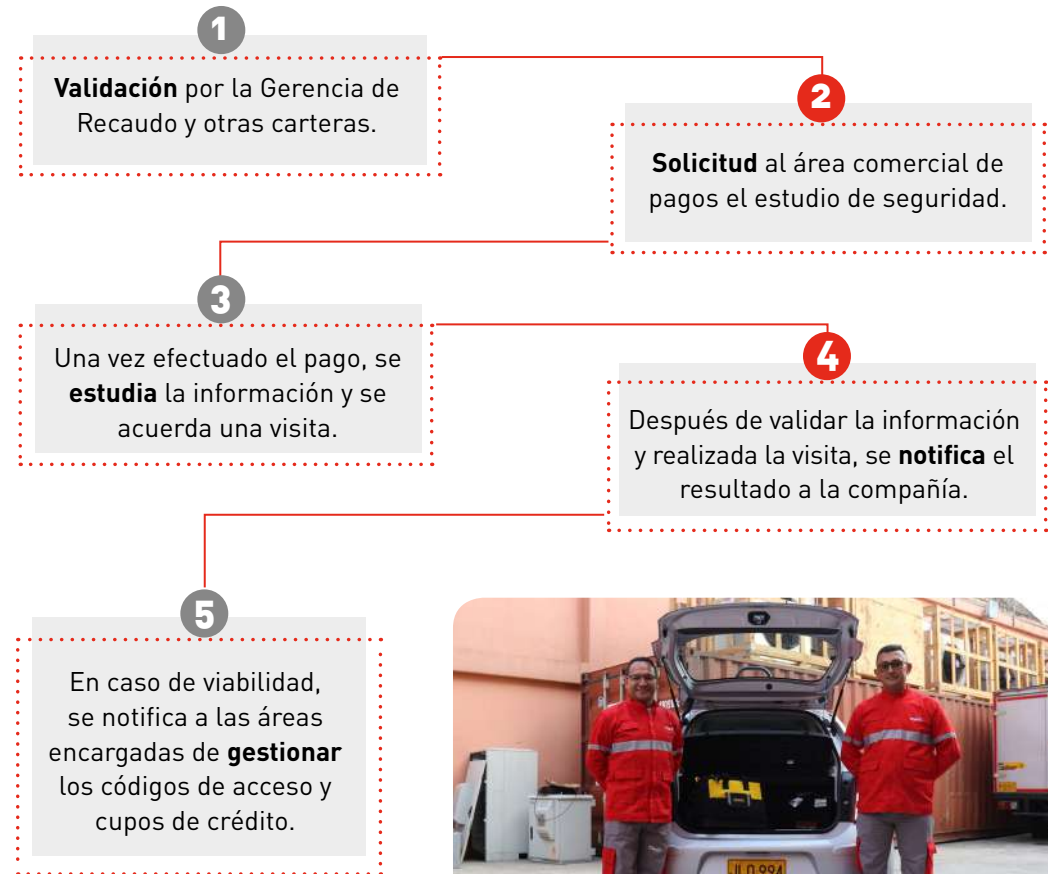 1
Validación por la Gerencia de
Recaudo y otras carteras.
2
Solicitud al área comercial de
pagos el estudio de seguridad.
3
Una vez efectuado el pago, se
estudia la información y se
acuerda una visita.
4
Después de validar la información
y realizada la visita, se notifica el
resultado a la compañía.
5
En caso de viabilidad,
se notifica a las áreas
encargadas de gestionar
los códigos de acceso y
cupos de crédito.